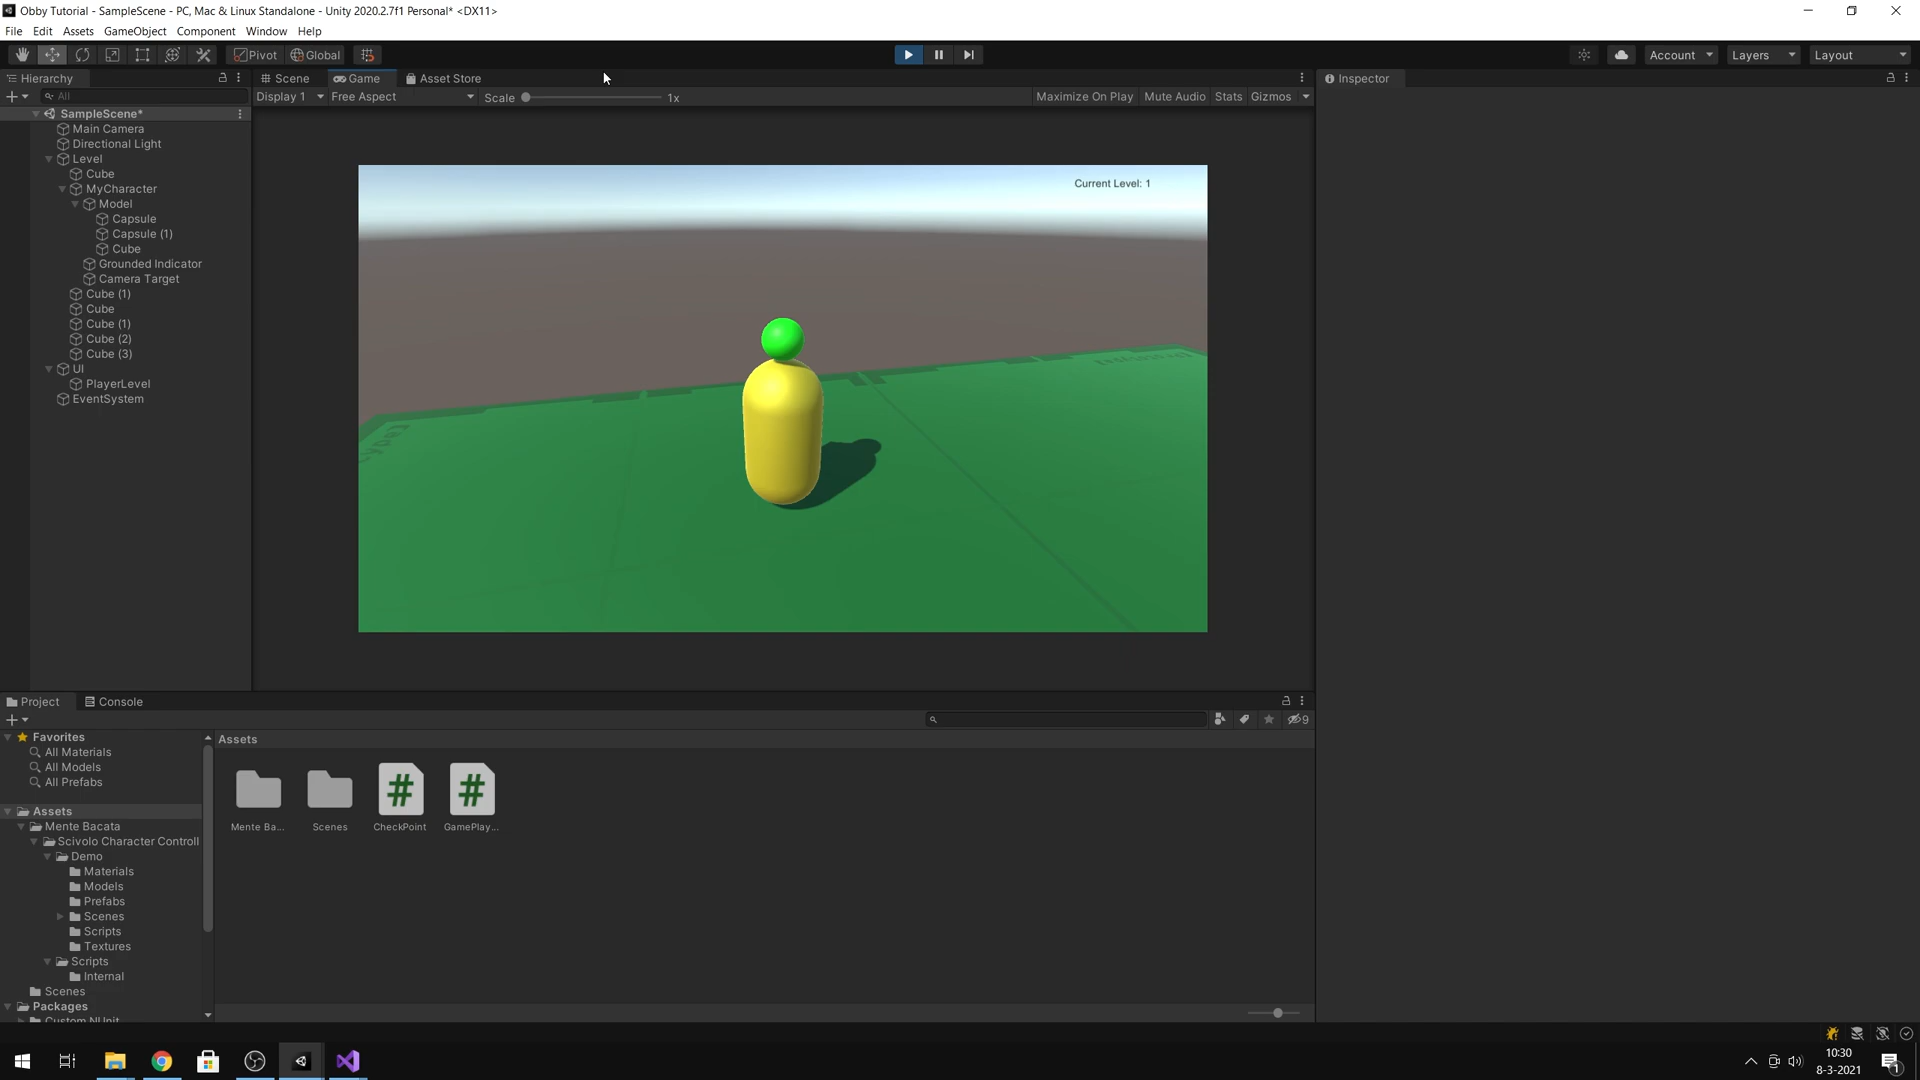 Obby Tutorial - SampleScene - PC, Mac & Linux Standalone - Unity 2020.2.7f1 Personal* <DX11>
File Edit Assets GameObject Component Window Help
Pivot Global Account Layers Layout
Hierarchy Scene Game Asset Store Inspector
All Display 1 Free Aspect Scale 1x Maximize On Play Mute Audio Stats Gizmos
SampleScene*
Main Camera
Directional Light
Level
Cube
MyCharacter
Model
Capsule
Capsule (1)
Cube
Grounded Indicator
Camera Target
Cube (1)
Cube
Cube (1)
Cube (2)
Cube (3)
UI
PlayerLevel
EventSystem
Current Level: 1
Project Console
9
Favorites
All Materials
All Models
All Prefabs
Assets
Mente Bacata
Scivolo Character Controll
Demo
Materials
Models
Prefabs
Scenes
Scripts
Textures
Scripts
Internal
Scenes
Packages
Custom NUnit
Assets
# #
Mente Ba... Scenes CheckPoint GamePlay...
10:30
8-3-2021
1